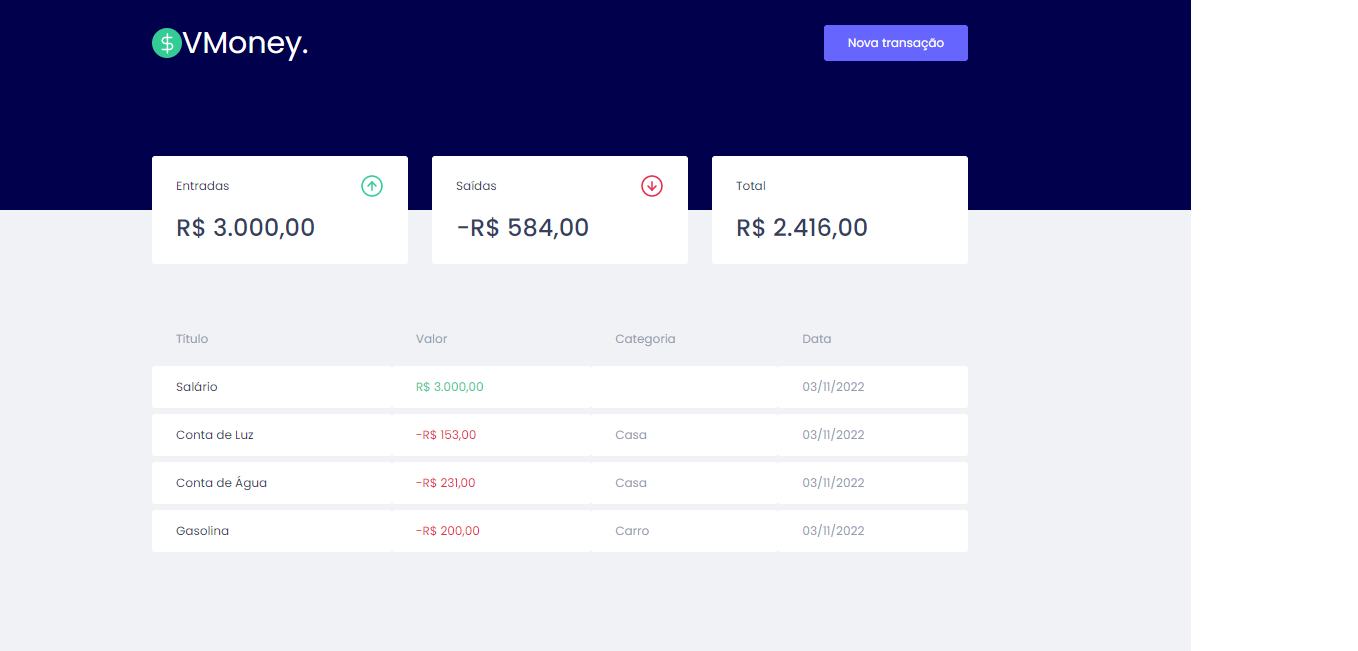 $VMoney. Nova transação
Entradas Saídas Total
R$ 3.000,00 -R$ 584,00 R$ 2.416,00
Título Valor Categoria Data
Salário R$ 3.000,00 03/11/2022
Conta de Luz -R$ 153,00 Casa 03/11/2022
Conta de Água -R$ 231,00 Casa 03/11/2022
Gasolina -R$ 200,00 Carro 03/11/2022